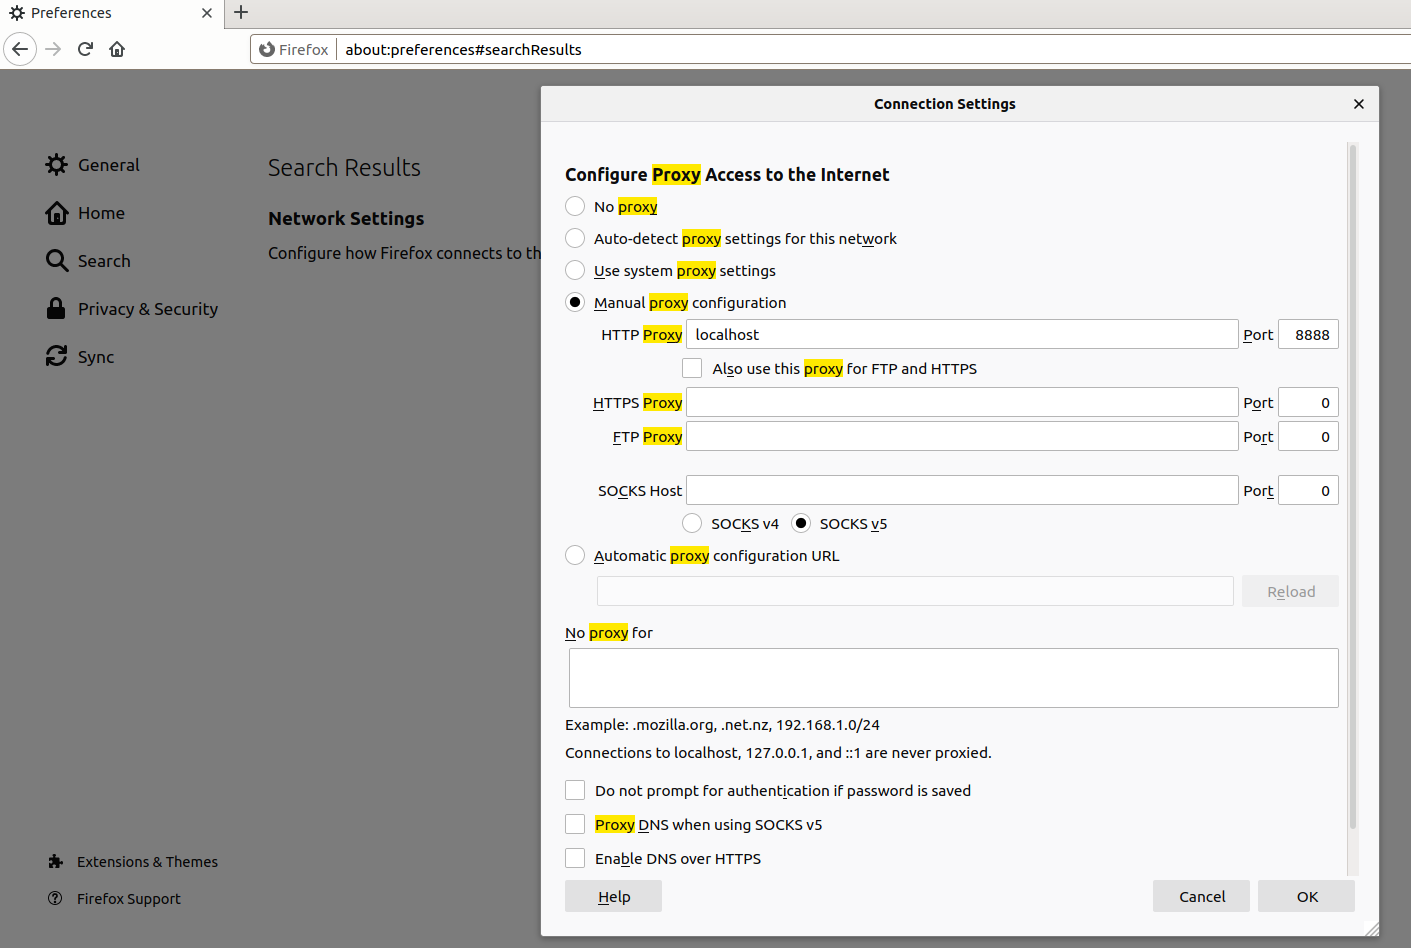 Preferences
Firefox about:preferences#searchResults
General
Home
Search
Privacy & Security
Sync
Extensions & Themes
Firefox Support
Search Results
Network Settings
Configure how Firefox connects to th
Connection Settings
Configure Proxy Access to the Internet
No proxy
Auto-detect proxy settings for this network
Use system proxy settings
Manual proxy configuration
HTTP Proxy localhost Port 8888
Also use this proxy for FTP and HTTPS
HTTPS Proxy Port 0
FTP Proxy Port 0
SOCKS Host Port 0
SOCKS v4 SOCKS v5
Automatic proxy configuration URL
Reload
No proxy for
Example: .mozilla.org, .net.nz, 192.168.1.0/24
Connections to localhost, 127.0.0.1, and ::1 are never proxied.
Do not prompt for authentication if password is saved
Proxy DNS when using SOCKS v5
Enable DNS over HTTPS
Help Cancel OK